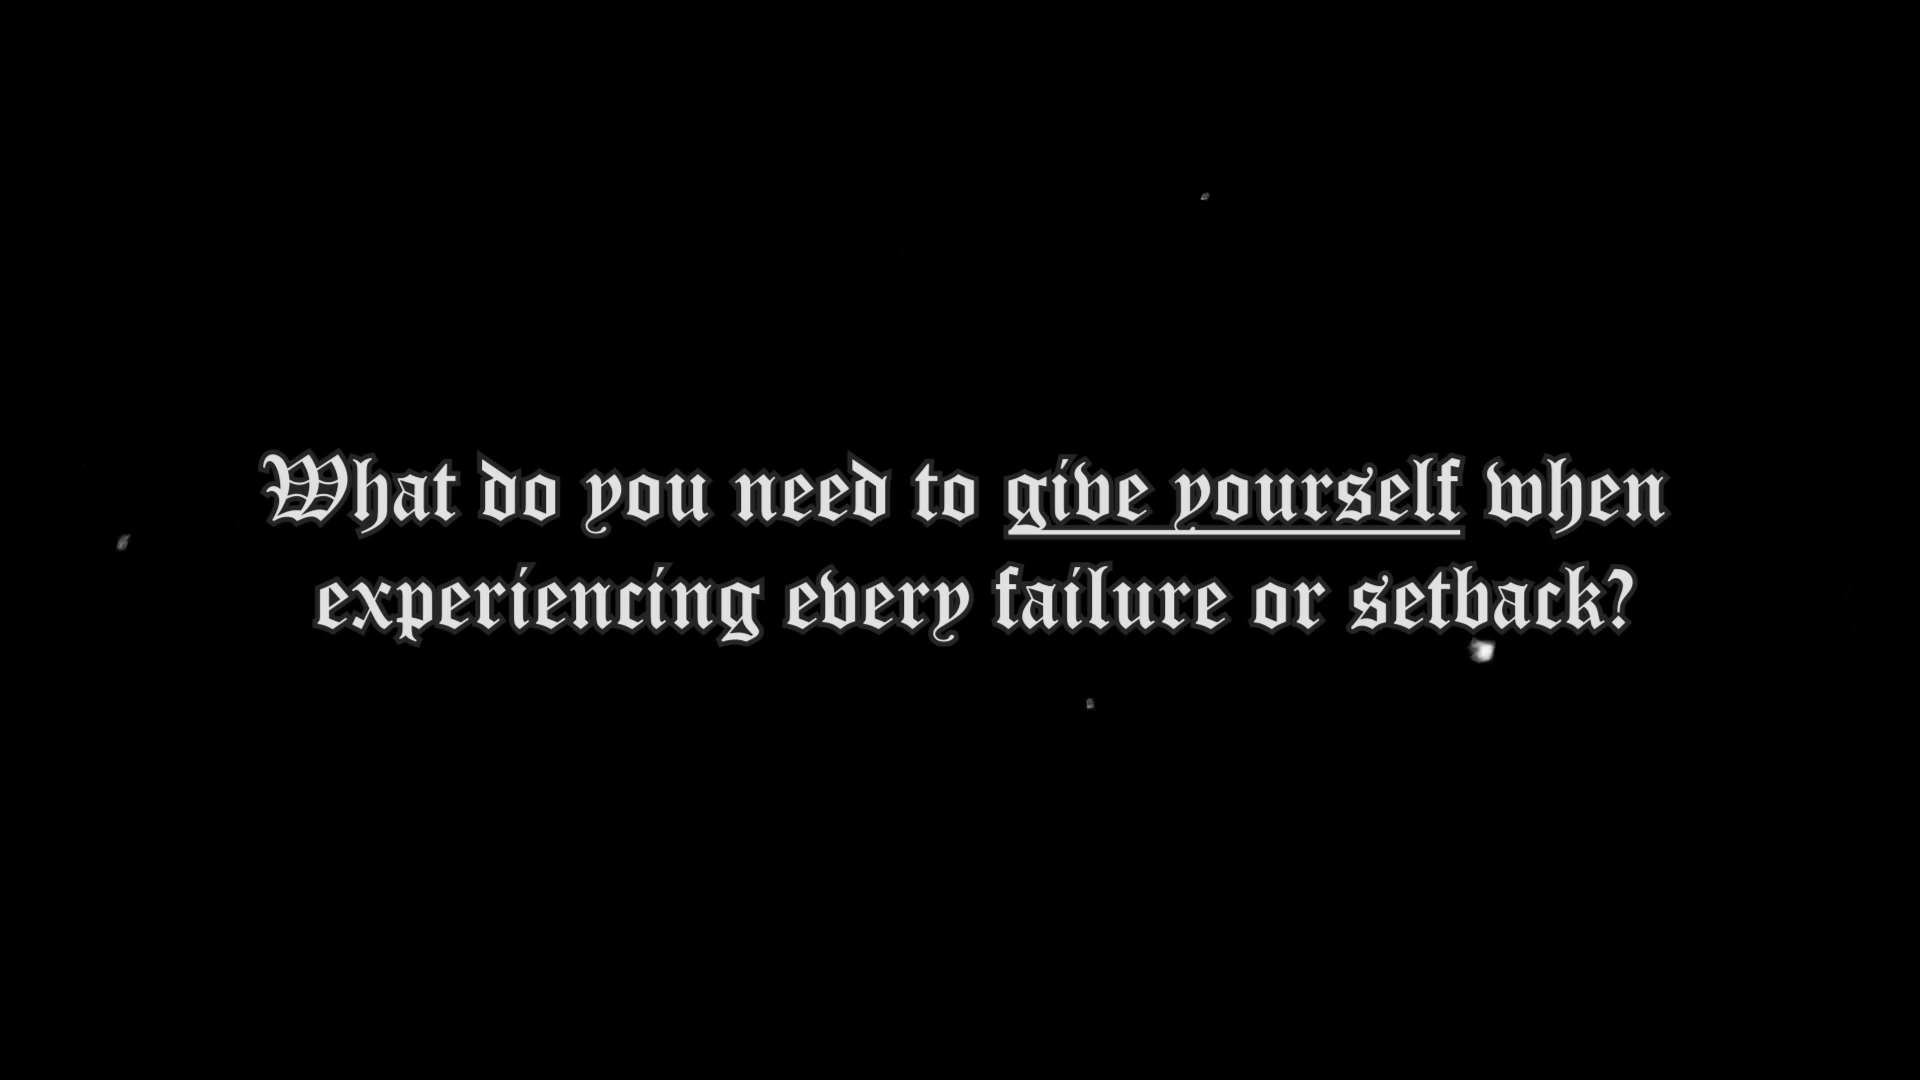 What do you need to give yourself when
experiencing every failure or setback?